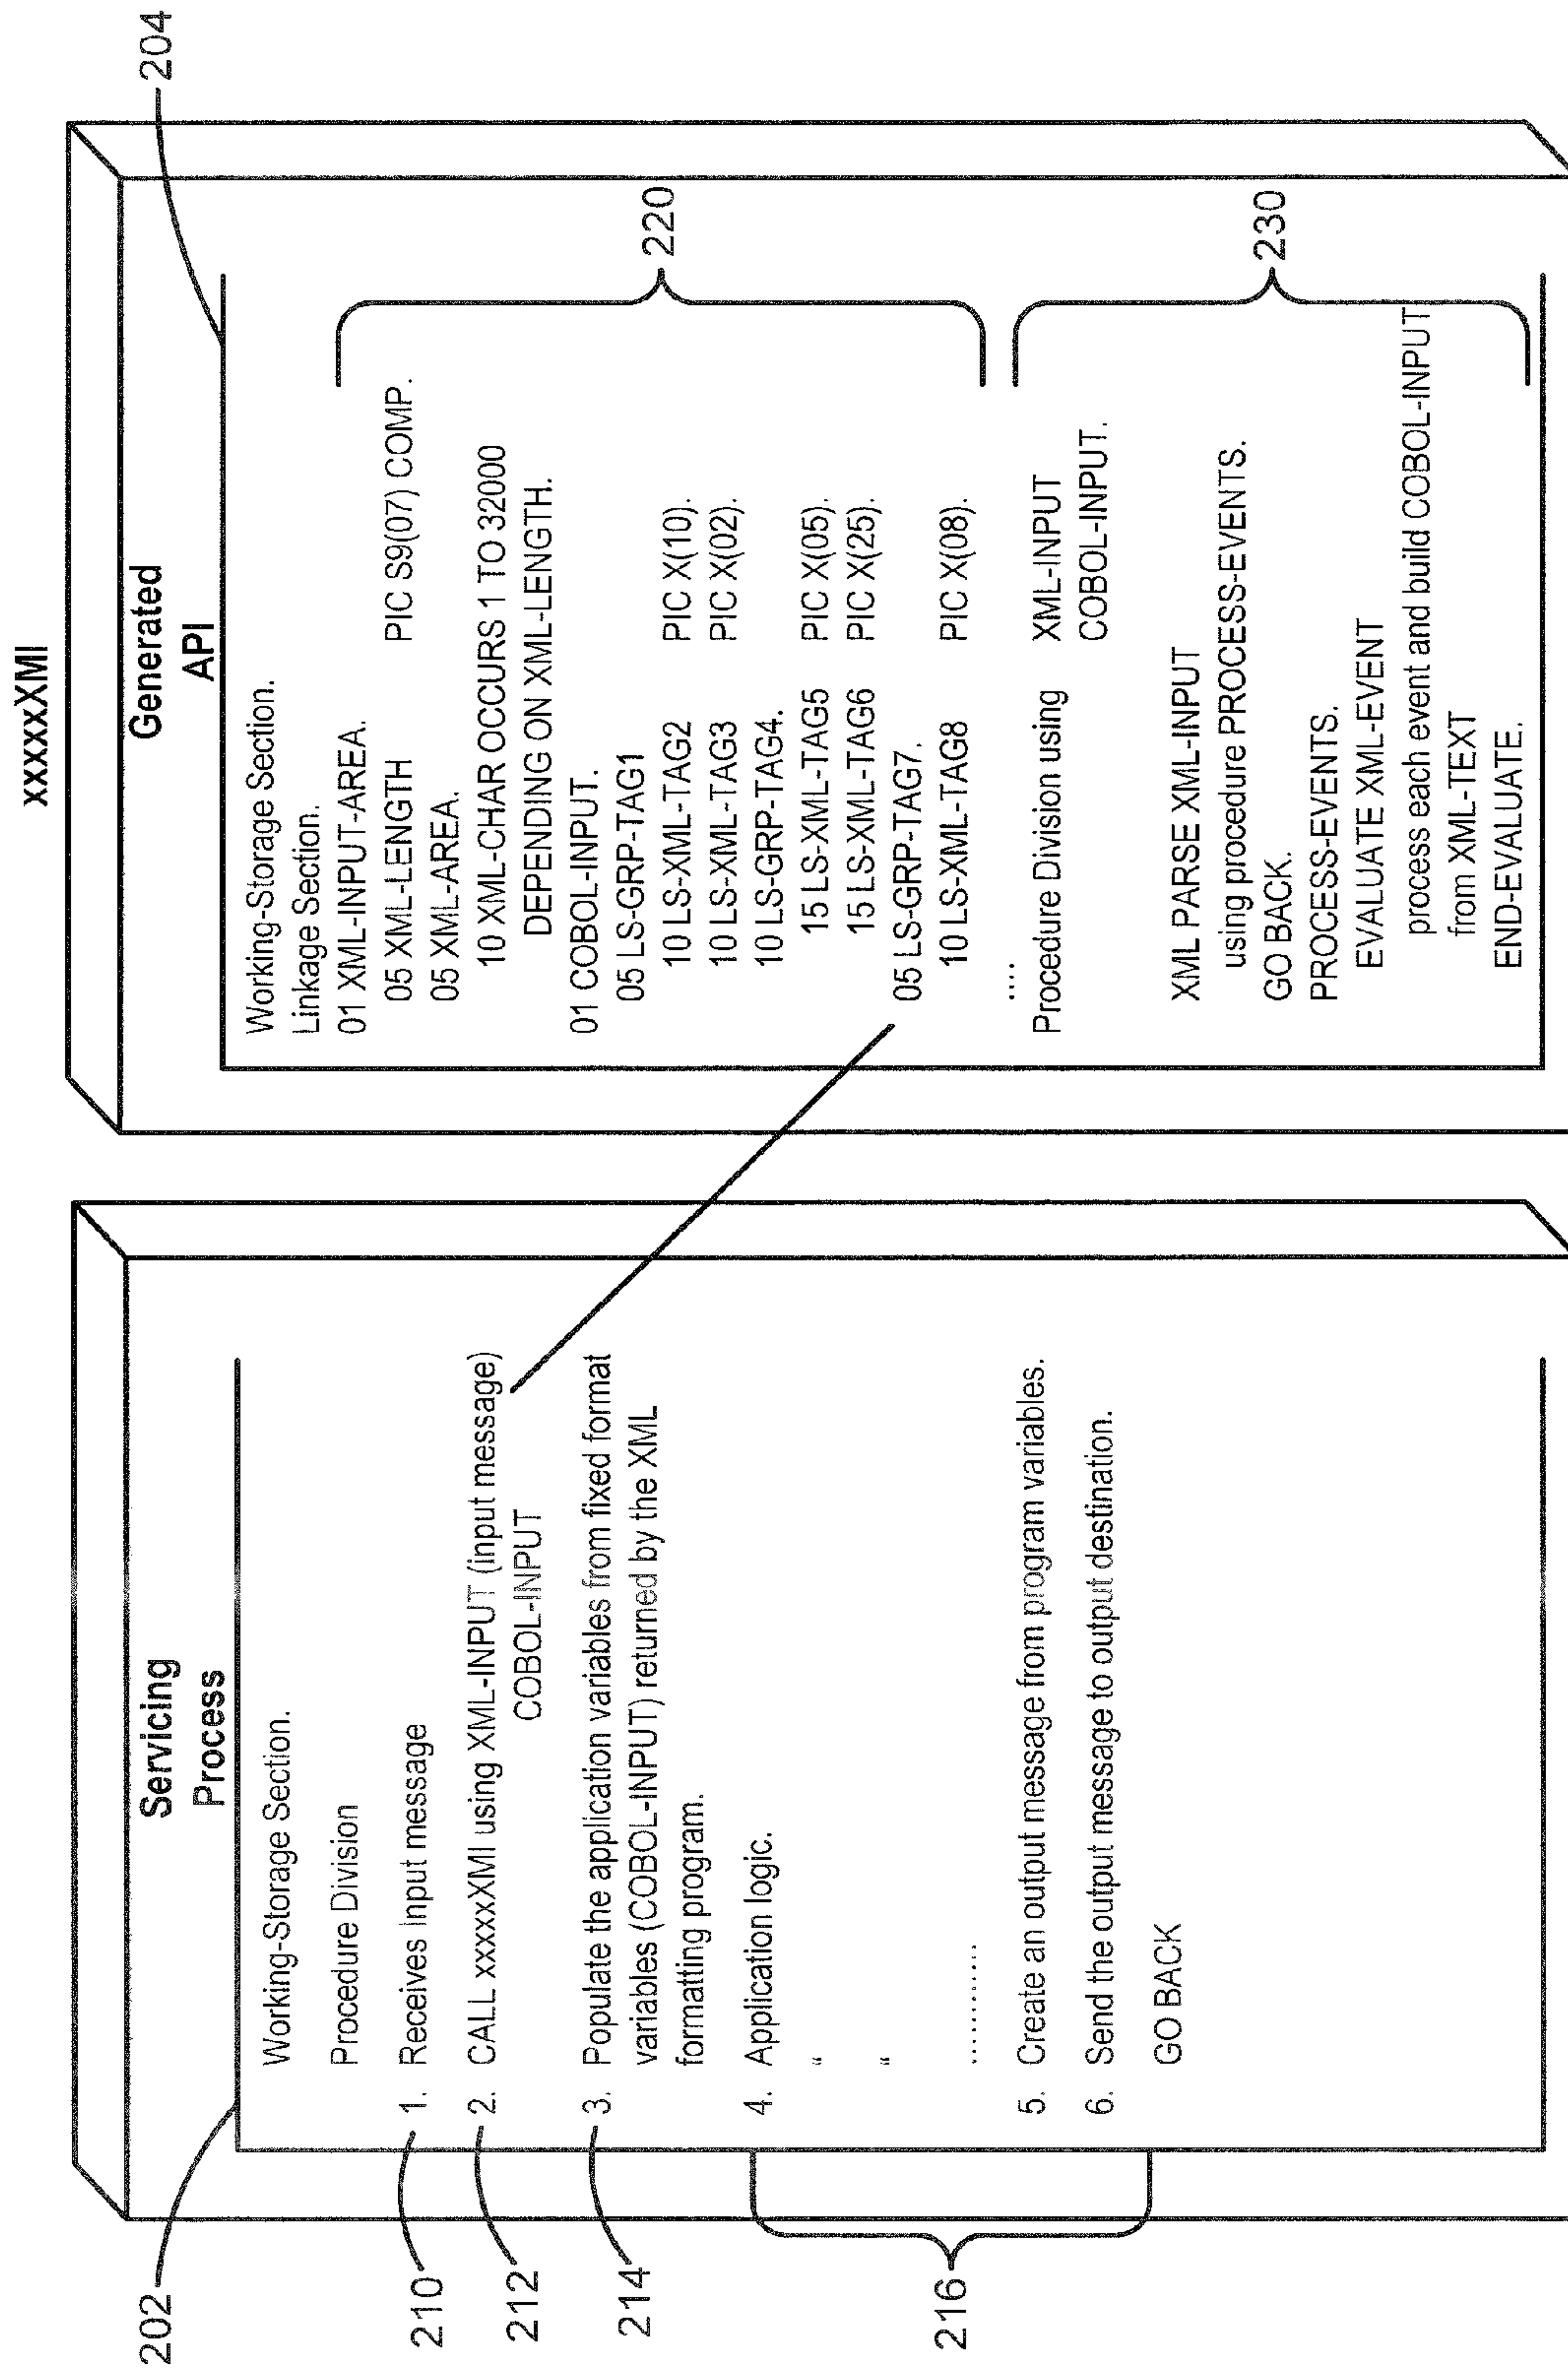 Servicing
Process
202
Working-Storage Section.
Procedure Division
210
1. Receives Input message
212
2. CALL xxxxxXMI using XML-INPUT (input message)
COBOL-INPUT
214
3. Populate the application variables from fixed format
variables (COBOL-INPUT) returned by the XML
formatting program.
216
4. Application logic.
“
“
............
5. Create an output message from program variables.
6. Send the output message to output destination.
GO BACK
xxxxxXMI
Generated
API
204
Working-Storage Section.
Linkage Section.
01 XML-INPUT-AREA.
05 XML-LENGTH PIC S9(07) COMP.
05 XML-AREA.
10 XML-CHAR OCCURS 1 TO 32000
DEPENDING ON XML-LENGTH.
01 COBOL-INPUT.
05 LS-GRP-TAG1
10 LS-XML-TAG2 PIC X(10).
10 LS-XML-TAG3 PIC X(02).
10 LS-GRP-TAG4.
15 LS-XML-TAG5 PIC X(05).
15 LS-XML-TAG6 PIC X(25).
05 LS-GRP-TAG7.
10 LS-XML-TAG8 PIC X(08).
220
....
Procedure Division using XML-INPUT
COBOL-INPUT.
XML PARSE XML-INPUT
using procedure PROCESS-EVENTS.
GO BACK.
PROCESS-EVENTS.
EVALUATE XML-EVENT
process each event and build COBOL-INPUT
from XML-TEXT
END-EVALUATE.
230